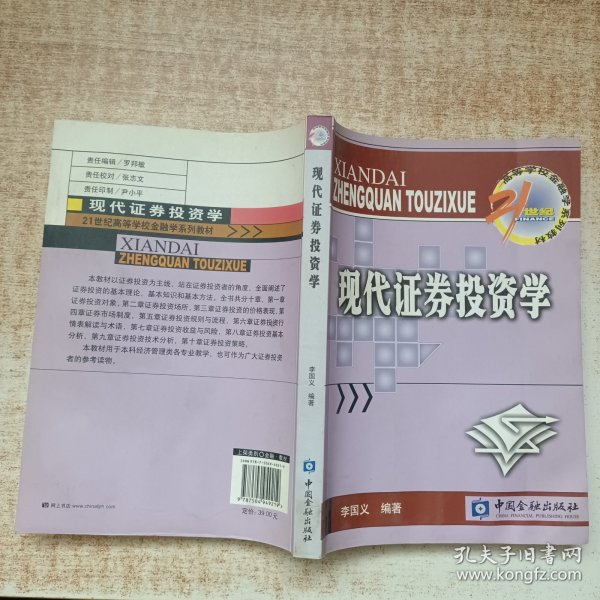 责任编辑/罗邦敏
责任校对/张志文
责任印制/尹小平
现代证券投资学
21世纪高等学校金融学系列教材
XIANDAI
ZHENGQUAN TOUZIXUE
本教材以证券投资为主线，站在证券投资者的角度，全面阐述了
证券投资的基本理论、基本知识和基本方法，全书共分十章，第一章
证券投资对象，第二章证券投资场所，第三章证券投资的价格表现，第
四章证券市场制度，第五章证券投资规则与流程，第六章证券投资行
情表解读与术语，第七章证券投资收益与风险，第八章证券投资基本
分析，第九章证券投资技术分析，第十章证券投资策略。
本教材用于本科经济管理类各专业教学，也可作为广大证券投资
者的参考读物。
上架类别 金融·教材
定价：39.00元
网上书店：www.chinafph.com
现代证券投资学
李国义 编著
中国金融出版社
XIANDAI
ZHENGQUAN TOUZIXUE
高等学校金融学系列教材
21世纪
FINANCE
现代证券投资学
李国义 编著
中国金融出版社
CHINA FINANCIAL PUBLISHING HOUSE
孔夫子旧书网
www.kongfz.com